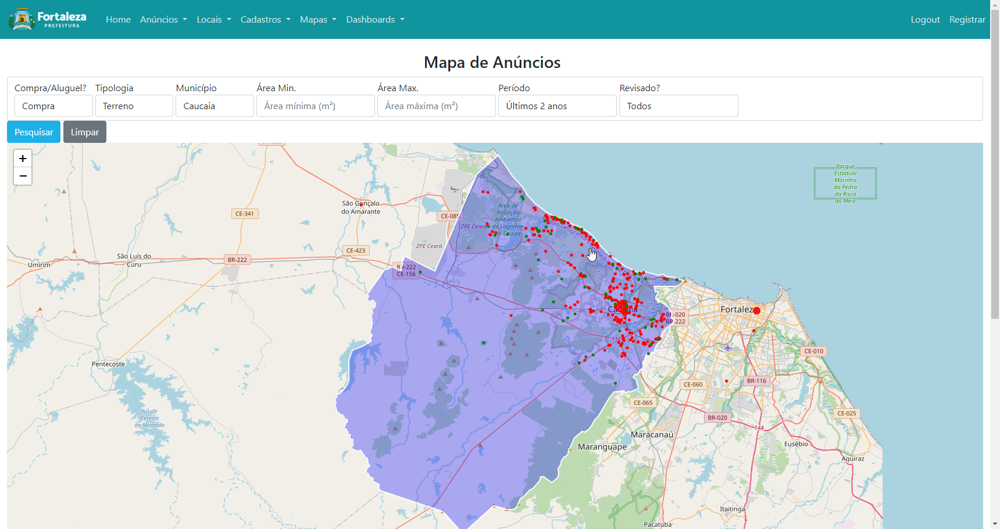 Fortaleza
PREFEITURA
Home Anúncios Locais Cadastros Mapas Dashboards Logout Registrar
Mapa de Anúncios
Compra/Aluguel? Tipologia Município Área Min. Área Max. Período Revisado?
Compra Terreno Caucaia Área mínima (m²) Área máxima (m²) Últimos 2 anos Todos
Pesquisar Limpar
+
−
Parque
Estadual
Marinho
da Pedra
da Risca
do Meio
São Gonçalo
do Amarante
CE-341
CE-085
Área de
Proteção
Ambiental
do Lagamar
do Cauipe
ZPE Ceará
ZPE Ceará
CE-423
São Luís do
Curu
BR-222
Umirim
BR-222
CE-156
Fortaleza
BR-020
BR-222
CE-010
Pentecoste
CE-060
BR-116
CE-065
Açude
Pereira
de Miranda
BR-020
CE-025
14A
Maracanaú
Maranguape
Eusébio
Aquiraz
Itaitinga
Pacatuba